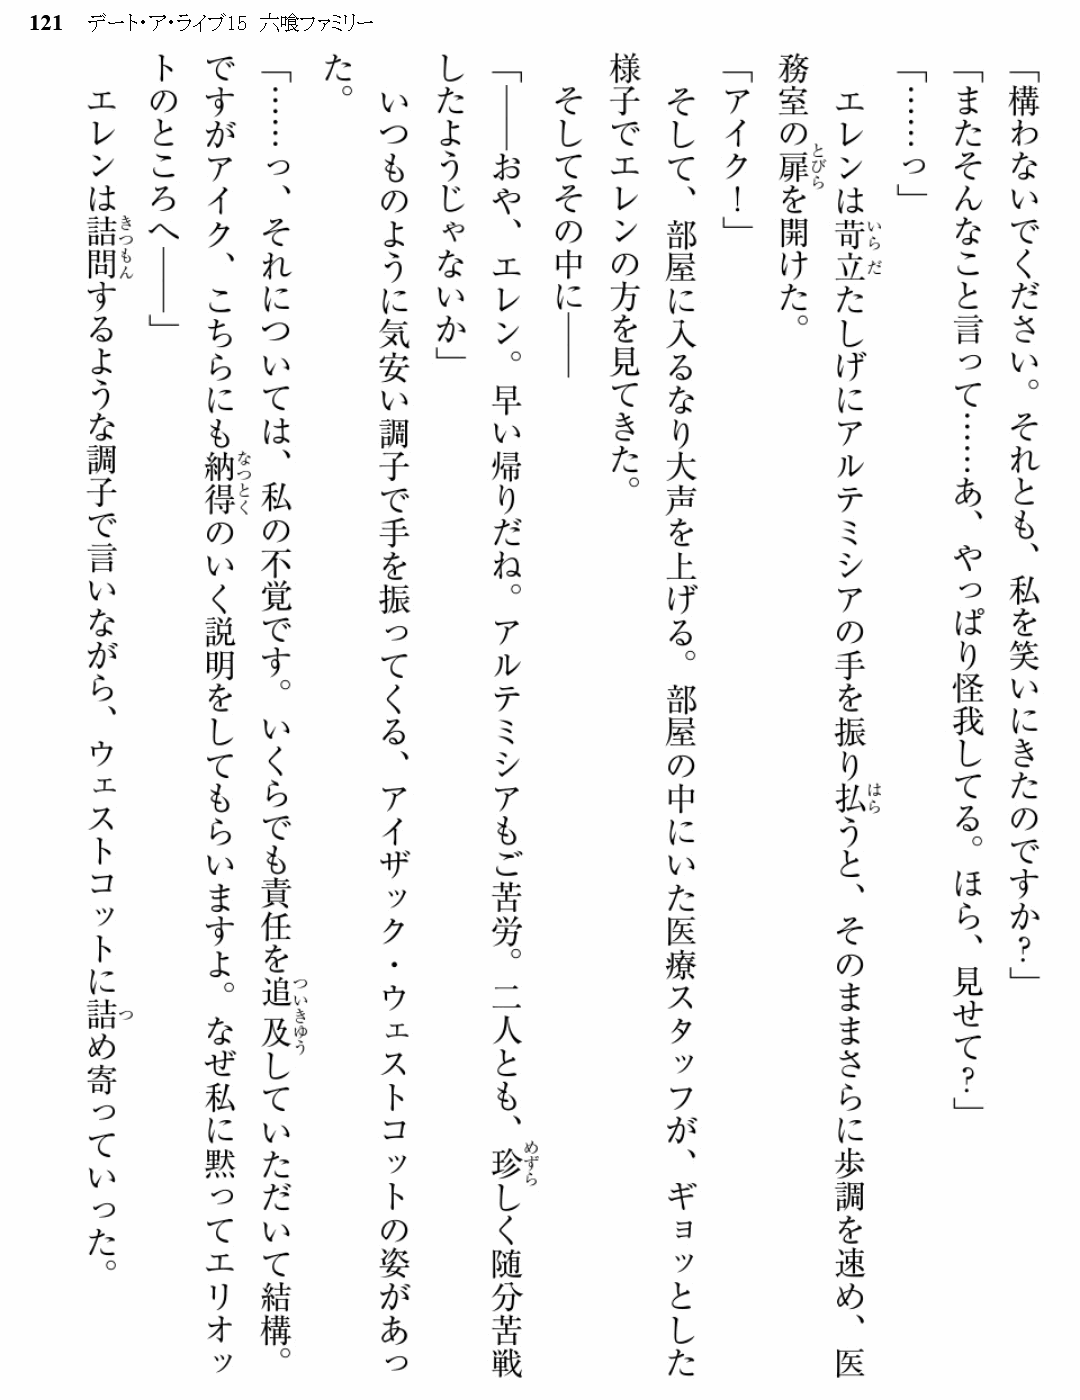 121 デート・ア・ライブ15 六喰ファミリー
「構わないでください。それとも、私を笑いにきたのですか？」
「またそんなこと言って……あ、やっぱり怪我してる。ほら、見せて？」
「……っ」
エレンは苛立たしげにアルテミシアの手を振り払うと、そのままさらに歩調を速め、医
務室の扉を開けた。
「アイク！」
そして、部屋に入るなり大声を上げる。部屋の中にいた医療スタッフが、ギョッとした
様子でエレンの方を見てきた。
そしてその中に――
「――おや、エレン。早い帰りだね。アルテミシアもご苦労。二人とも、珍しく随分苦戦
したようじゃないか」
いつものように気安い調子で手を振ってくる、アイザック・ウェストコットの姿があっ
た。
「……っ、それについては、私の不覚です。いくらでも責任を追及していただいて結構。
ですがアイク、こちらにも納得のいく説明をしてもらいますよ。なぜ私に黙ってエリオッ
トのところへ――」
エレンは詰問するような調子で言いながら、ウェストコットに詰め寄っていった。